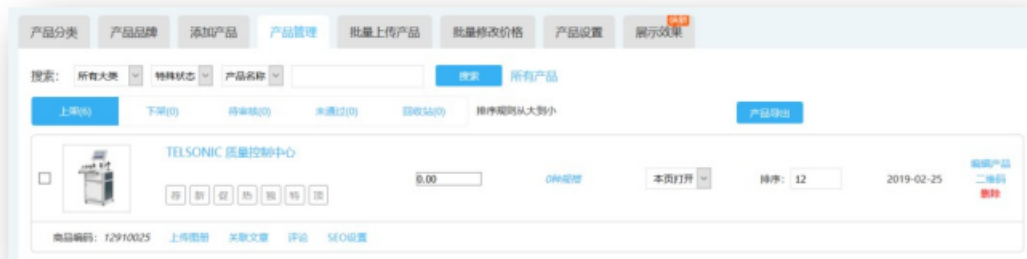 产品分类 产品品牌 添加产品 产品管理 批量上传产品 批量修改价格 产品设置 展示效果
搜索: 所有大类 特殊状态 产品名称 搜索 所有产品
上架(6) 下架(0) 待审核(0) 未通过(0) 回收站(0) 排序规则从大到小 产品导出
TELSONIC 质量控制中心
0.00 0种规格 本页打开 排序: 12 2019-02-25
编辑产品
二维码
删除
荐 新 促 热 独 特 顶
商品编码: 12910025 上传图册 关联文章 评论 SEO设置